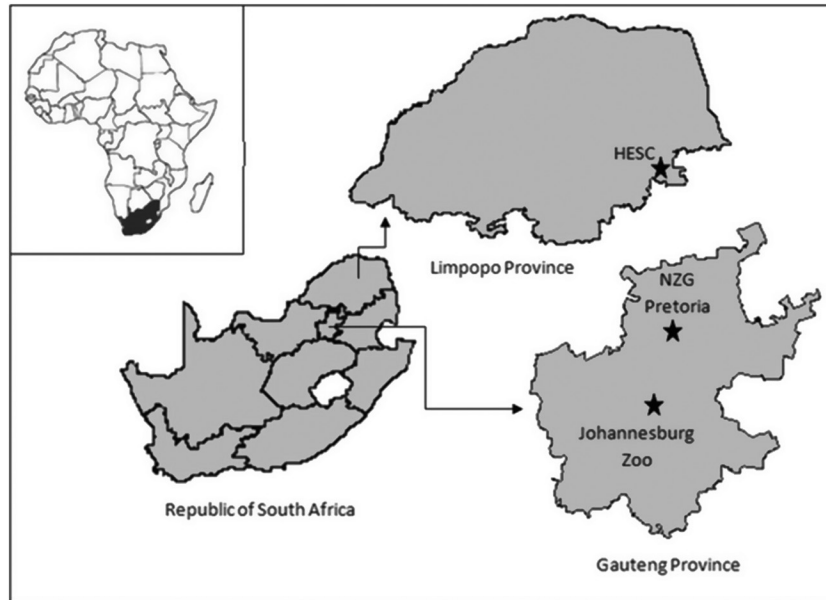 HESC
Limpopo Province
NZG
Pretoria
Johannesburg
Zoo
Republic of South Africa
Gauteng Province